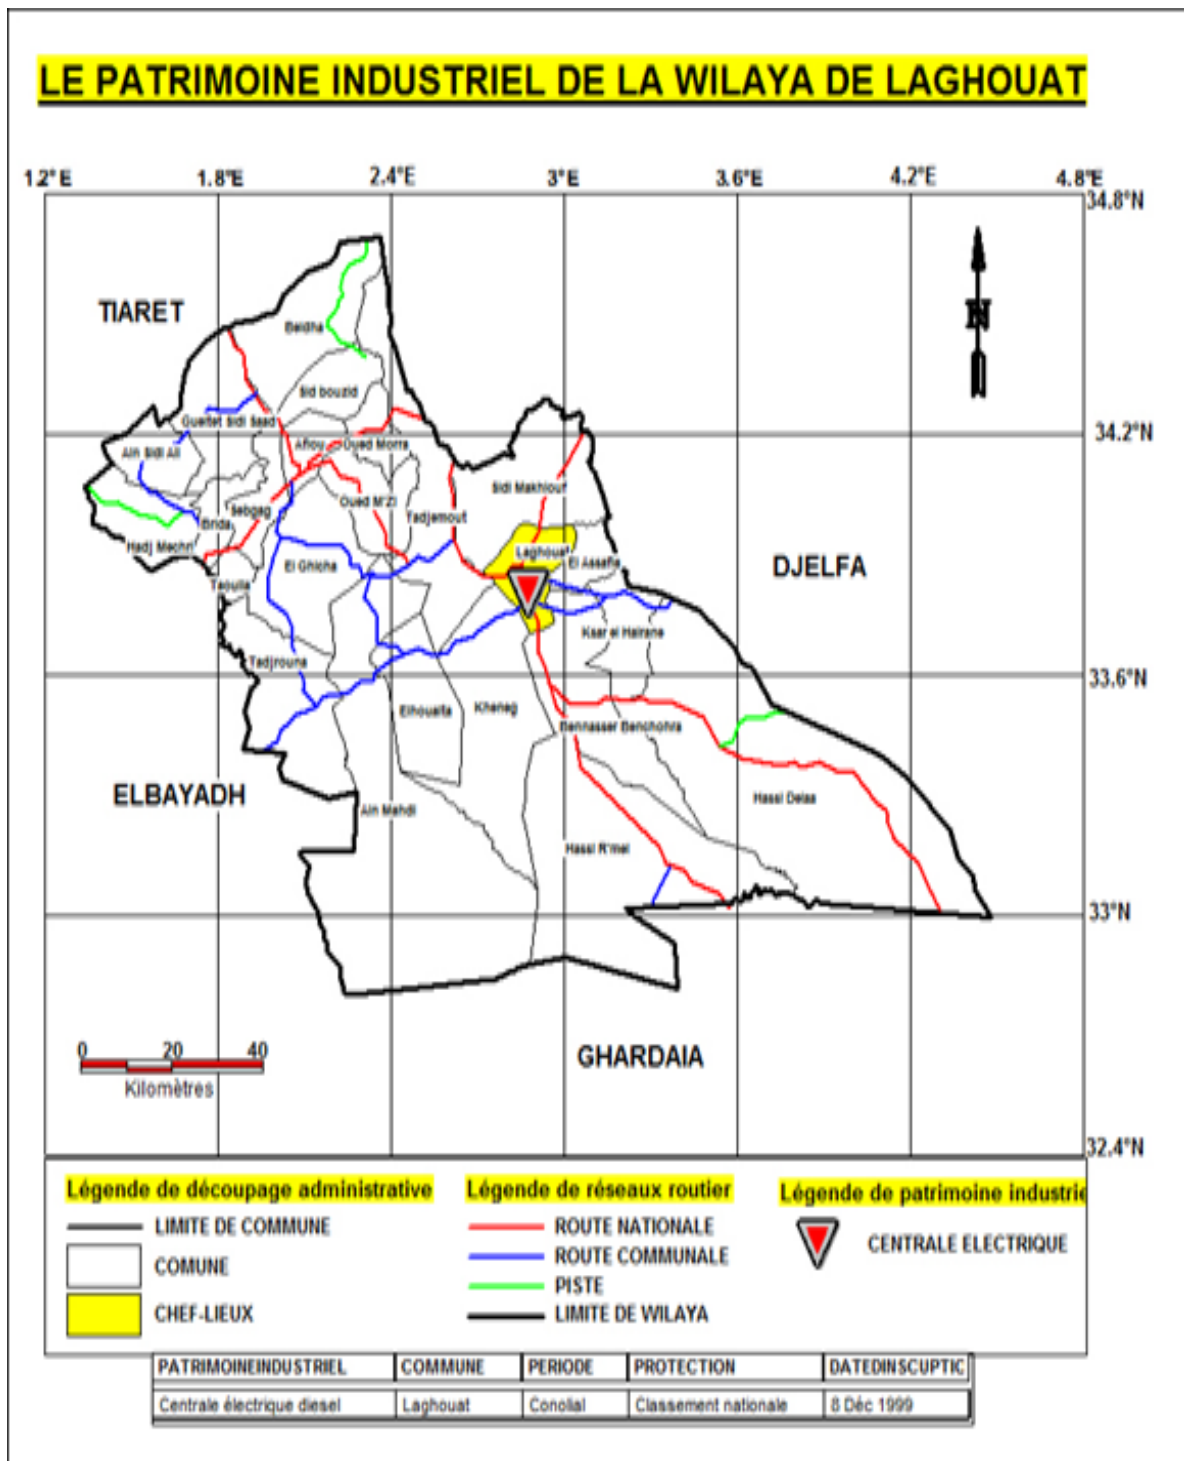 LE PATRIMOINE INDUSTRIEL DE LA WILAYA DE LAGHOUAT
1.2°E 1.8°E 2.4°E 3°E 3.6°E 4.2°E 4.8°E
34.8°N
N
TIARET
Beidha
Sid bouzid
Gueltet Sidi Saad
34.2°N
Aflou
Oued Morra
Ain Sidi Ali
Sidi Makhlouf
Oued M'Zi
Sebgag
Tadjemout
Brida
Hadj Mechri
Laghouat
El Assafia
El Ghicha
DJELFA
Taouila
Ksar el Hairane
Tadjrouna
33.6°N
Elhouaita
Kheneg
Bennasser Benchohra
ELBAYADH
Ain Mahdi
Hassi Delaa
Hassi R'mel
33°N
GHARDAIA
0 20 40
Kilomètres
32.4°N
Légende de découpage administrative
LIMITE DE COMMUNE
COMUNE
CHEF-LIEUX
Légende de réseaux routier
ROUTE NATIONALE
ROUTE COMMUNALE
PISTE
LIMITE DE WILAYA
Légende de patrimoine industrie
CENTRALE ELECTRIQUE
PATRIMOINEINDUSTRIEL COMMUNE PERIODE PROTECTION DATEDINSCUPTIC
Centrale électrique diesel Laghouat Conolial Classement nationale 8 Déc 1999